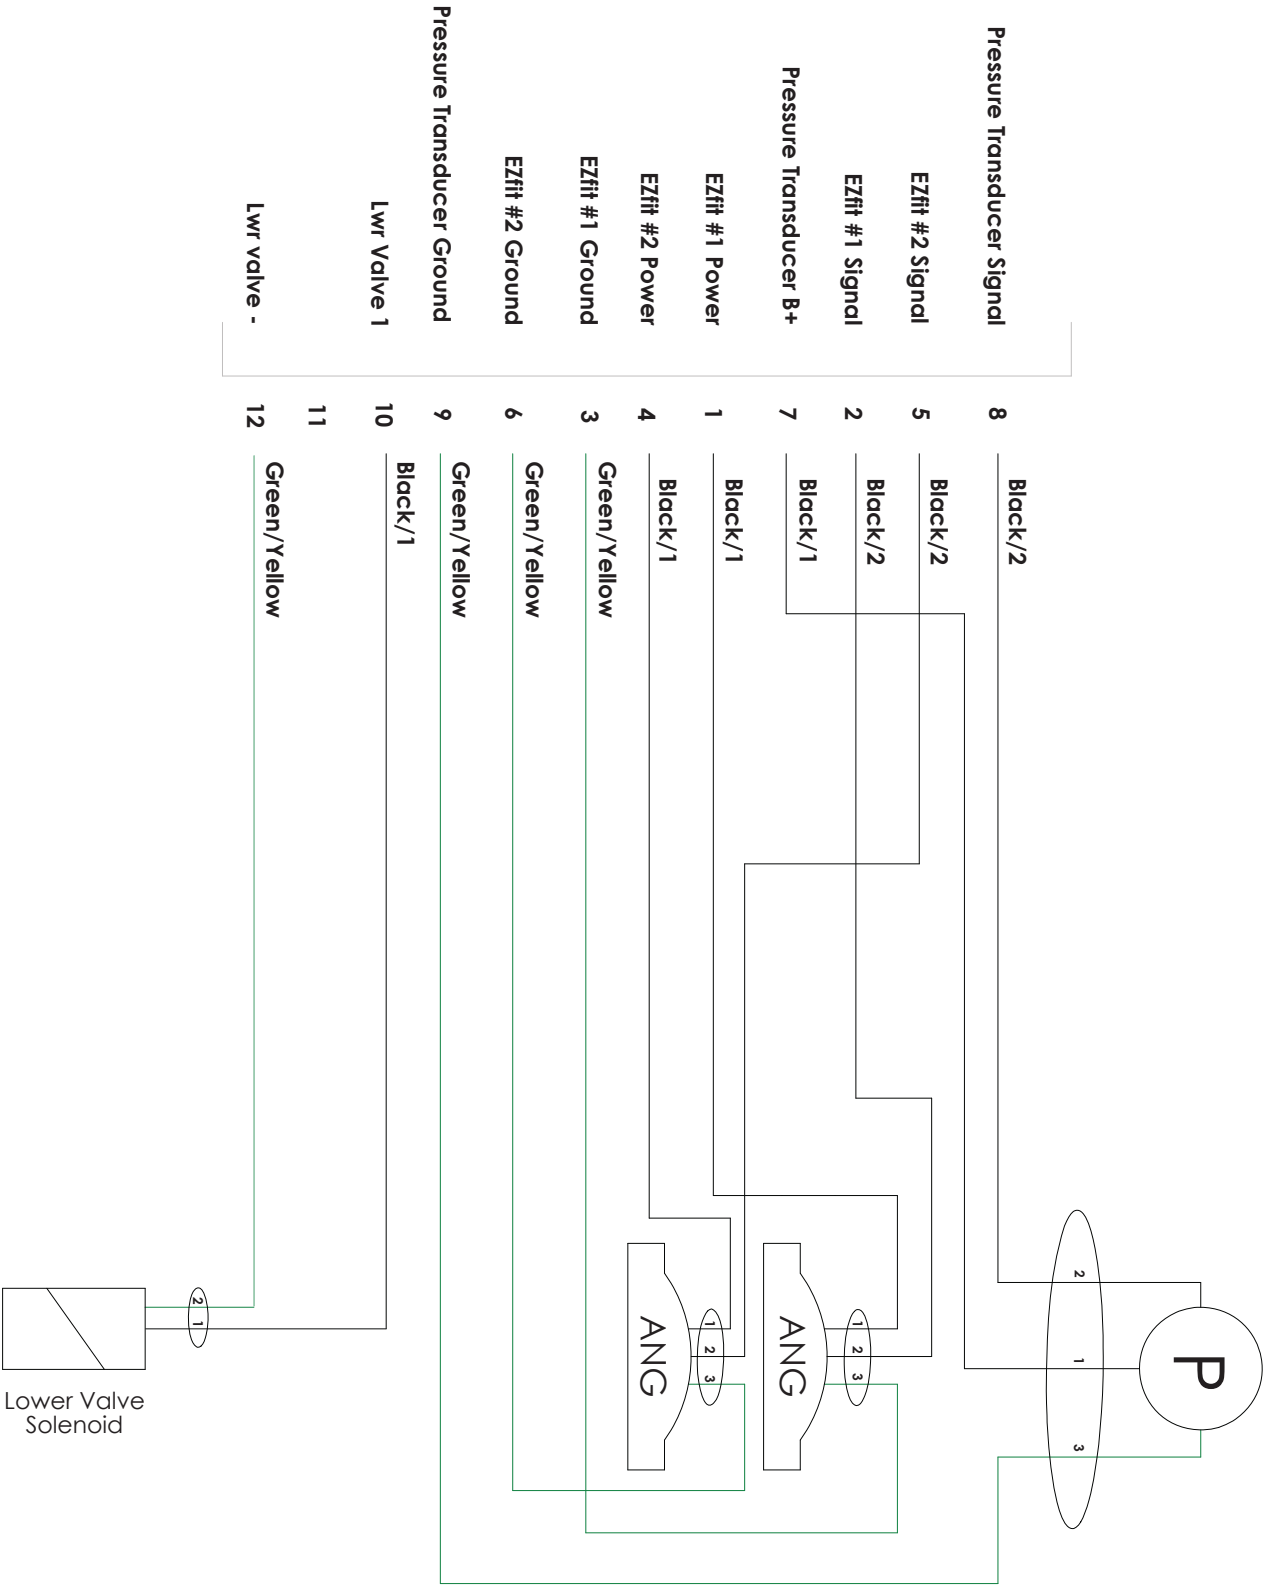 Pressure Transducer Signal
8
Black/2
EZfit #2 Signal
5
Black/2
EZfit #1 Signal
2
Black/2
Pressure Transducer B+
7
Black/1
EZfit #1 Power
1
Black/1
EZfit #2 Power
4
Black/1
EZfit #1 Ground
3
Green/Yellow
EZfit #2 Ground
6
Green/Yellow
Pressure Transducer Ground
9
Green/Yellow
Lwr Valve 1
10
Black/1
11
Lwr valve -
12
Green/Yellow
P
2
1
3
ANG
1
2
3
ANG
1
2
3
2
1
Lower Valve
Solenoid